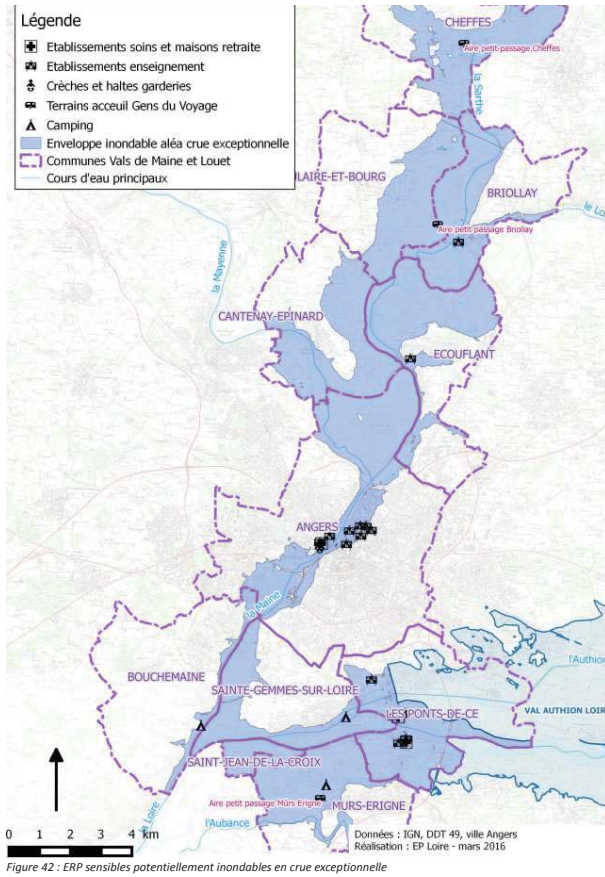 Légende
Etablissements soins et maisons retraite
Etablissements enseignement
Crèches et haltes garderies
Terrains acceuil Gens du Voyage
Camping
Enveloppe inondable aléa crue exceptionnelle
Communes Vals de Maine et Louet
Cours d'eau principaux
CHEFFES
Aire petit passage Cheffes
la Sarthe
ULAIRE-ET-BOURG
BRIOLLAY
le Lo
Aire petit passage Briollay
la Mayenne
CANTENAY-EPINARD
ECOUFLANT
ANGERS
la Maine
BOUCHEMAINE
SAINTE-GEMMES-SUR-LOIRE
LES PONTS-DE-CE
l'Authion
VAL AUTHION LOIR
SAINT-JEAN-DE-LA-CROIX
Aire petit passage Mûrs Erigne
MURS-ERIGNE
la Loire
l'Aubance
0 1 2 3 4 km
Données : IGN, DDT 49, ville Angers
Réalisation : EP Loire - mars 2016
Figure 42 : ERP sensibles potentiellement inondables en crue exceptionnelle